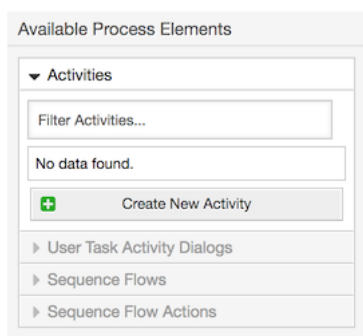 Available Process Elements
Activities
Filter Activities...
No data found.
Create New Activity
User Task Activity Dialogs
Sequence Flows
Sequence Flow Actions